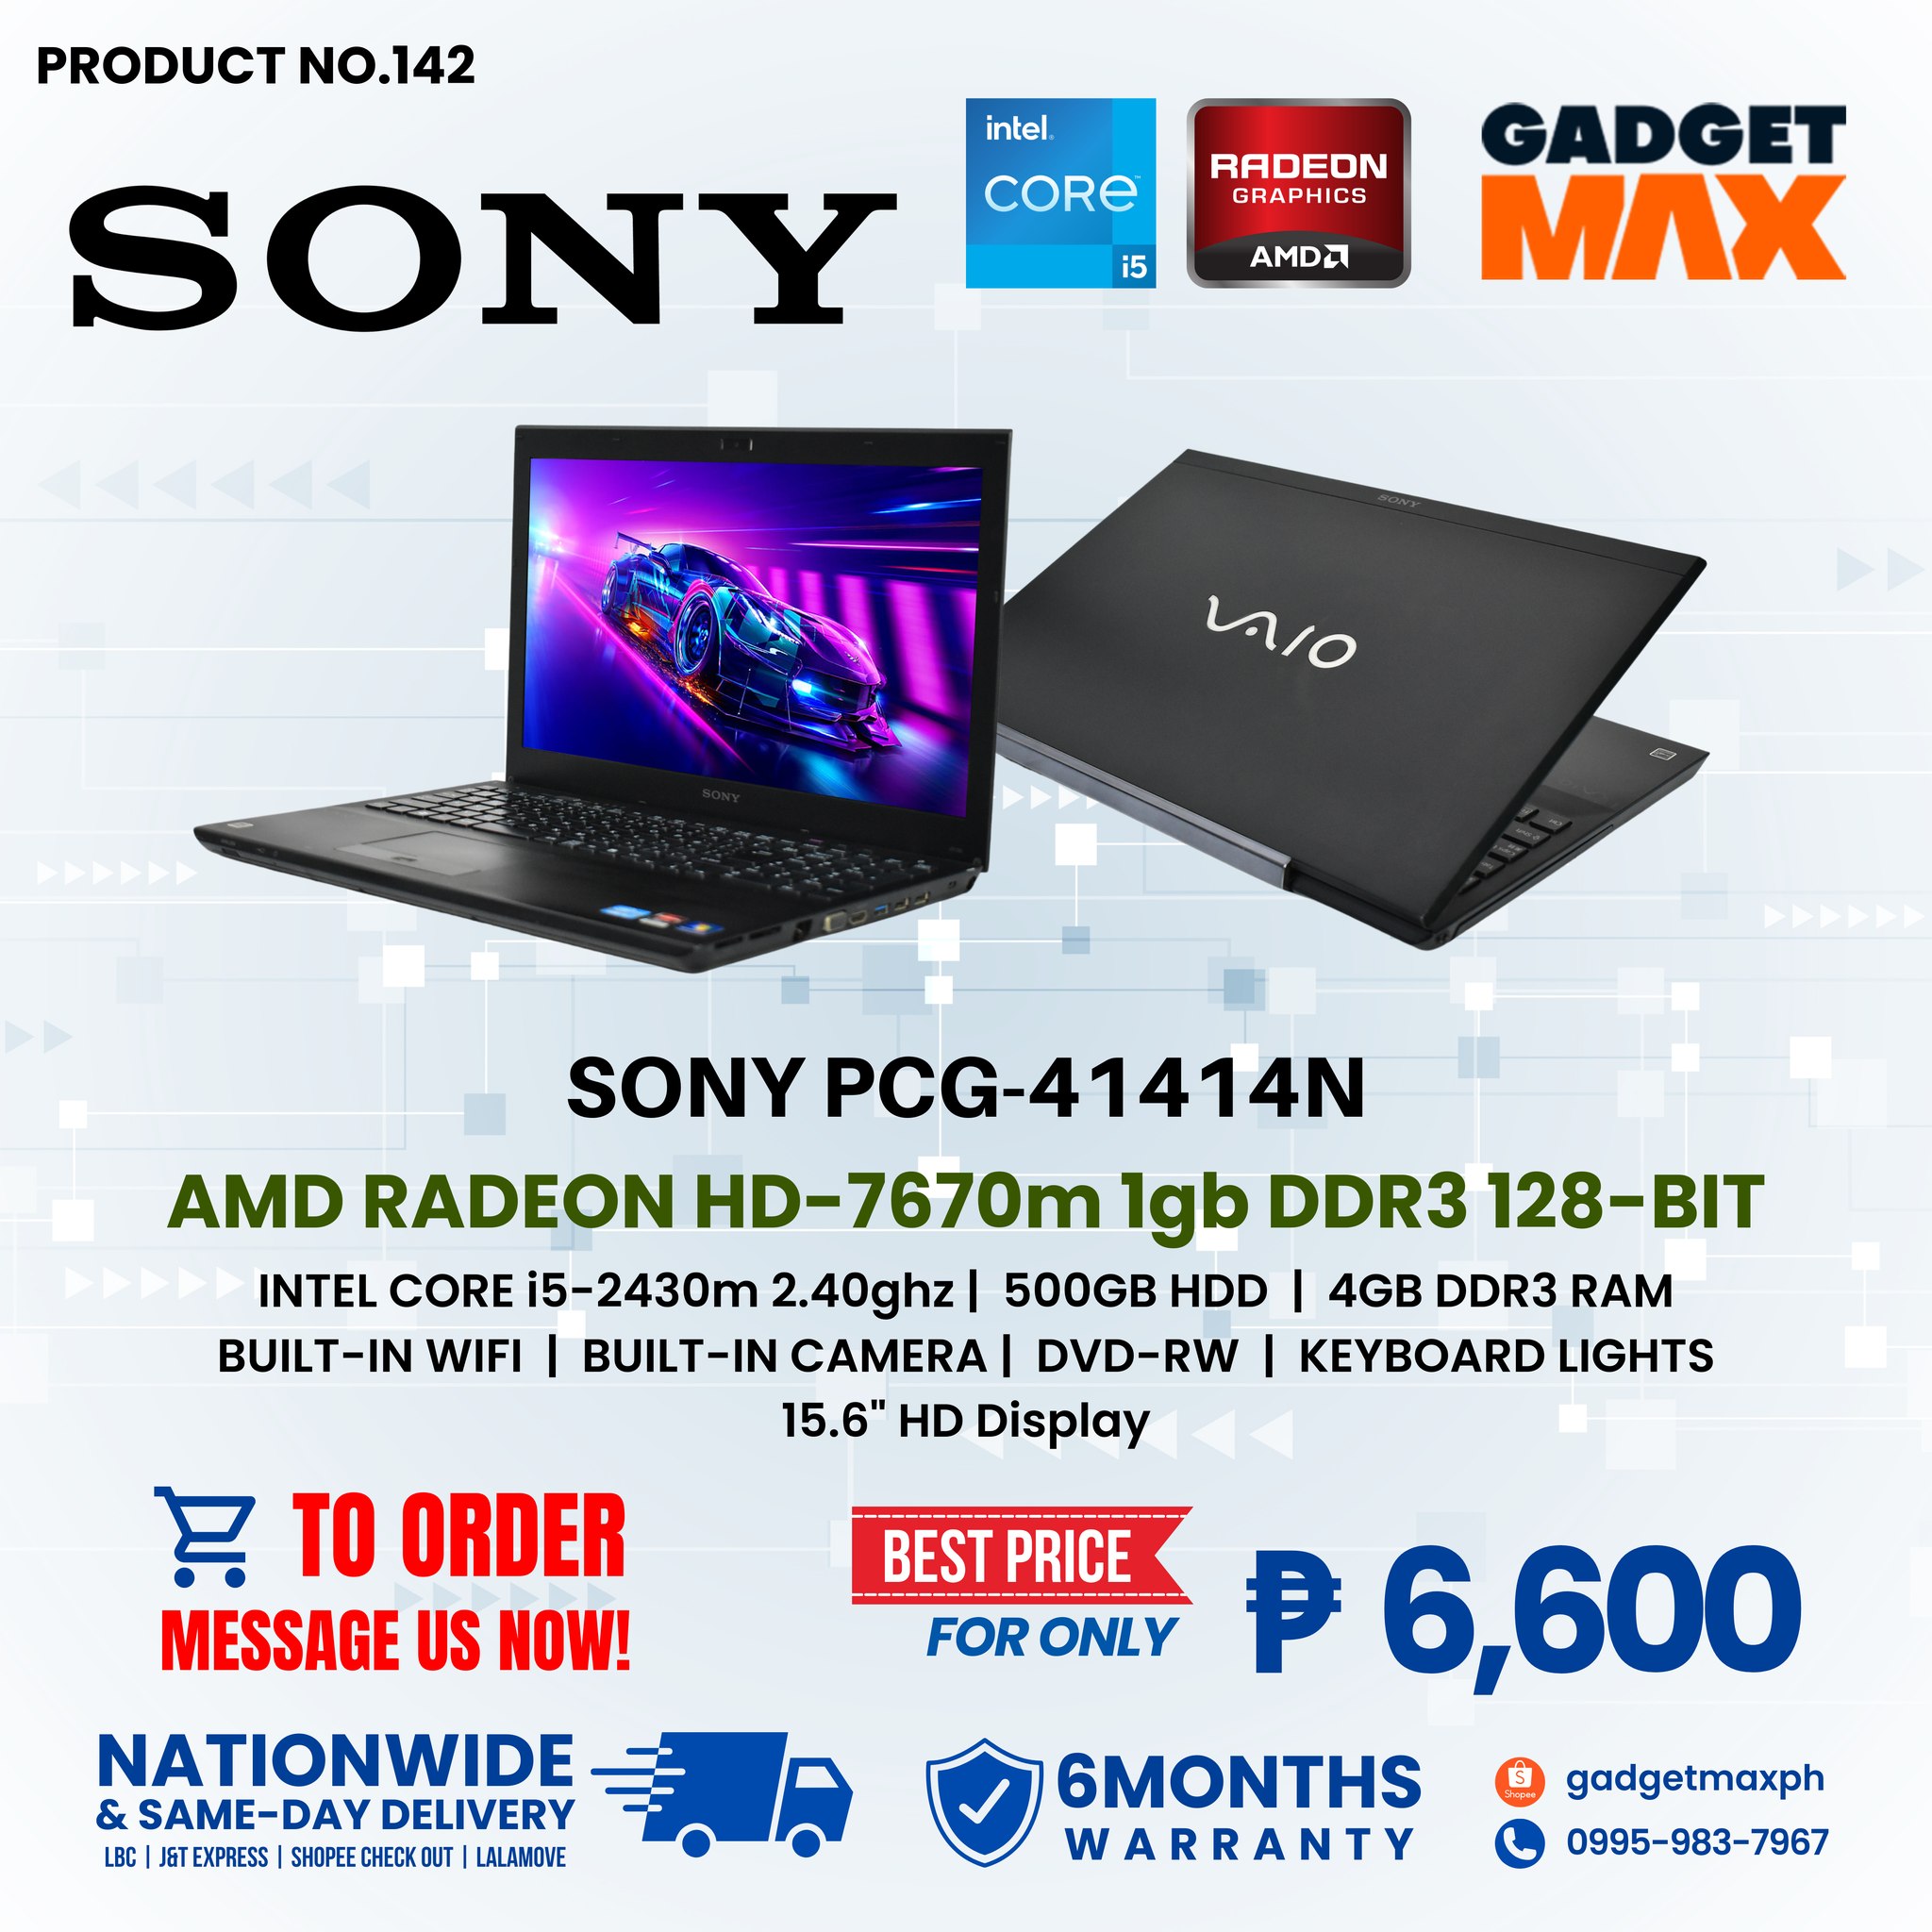 PRODUCT NO.142
SONY
intel.
CORe™
i5
RADEON
GRAPHICS
AMD
GADGET
MAX
SONY
SONY
VAIO
SONY PCG-41414N
AMD RADEON HD-7670m 1gb DDR3 128-BIT
INTEL CORE i5-2430m 2.40ghz | 500GB HDD | 4GB DDR3 RAM
BUILT-IN WIFI | BUILT-IN CAMERA | DVD-RW | KEYBOARD LIGHTS
15.6" HD Display
TO ORDER
MESSAGE US NOW!
BEST PRICE
FOR ONLY
₱ 6,600
NATIONWIDE
& SAME-DAY DELIVERY
LBC | J&T EXPRESS | SHOPEE CHECK OUT | LALAMOVE
6MONTHS
WARRANTY
S
Shopee
gadgetmaxph
0995-983-7967